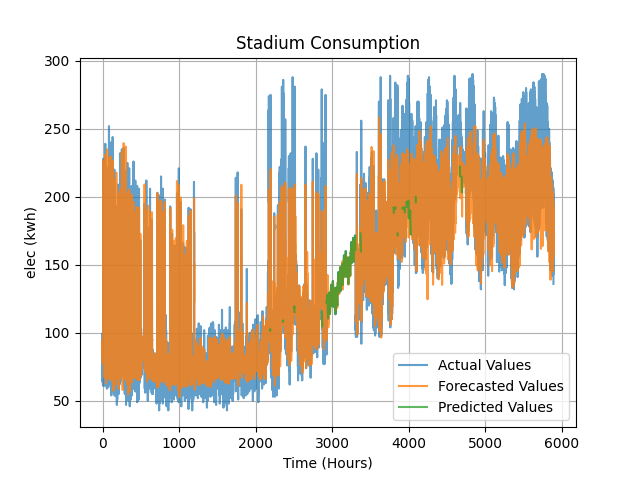 Stadium Consumption
300
250
200
150
100
50
elec (kwh)
0
1000
2000
3000
4000
5000
6000
Time (Hours)
Actual Values
Forecasted Values
Predicted Values